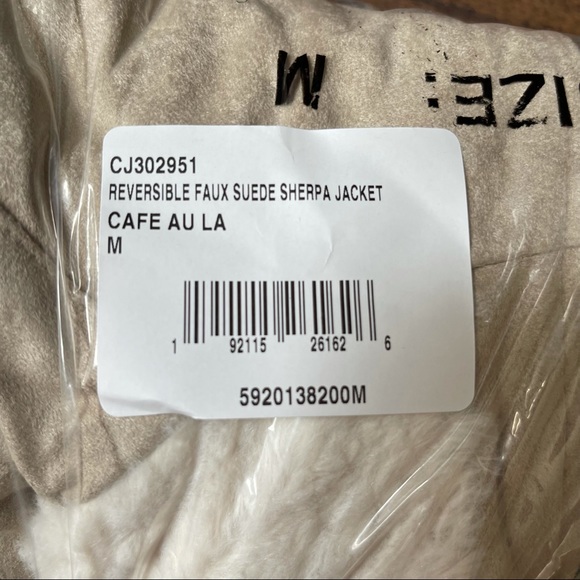 M SIZE:
CJ302951
REVERSIBLE FAUX SUEDE SHERPA JACKET
CAFE AU LA
M
1 92115 26162 6
5920138200M